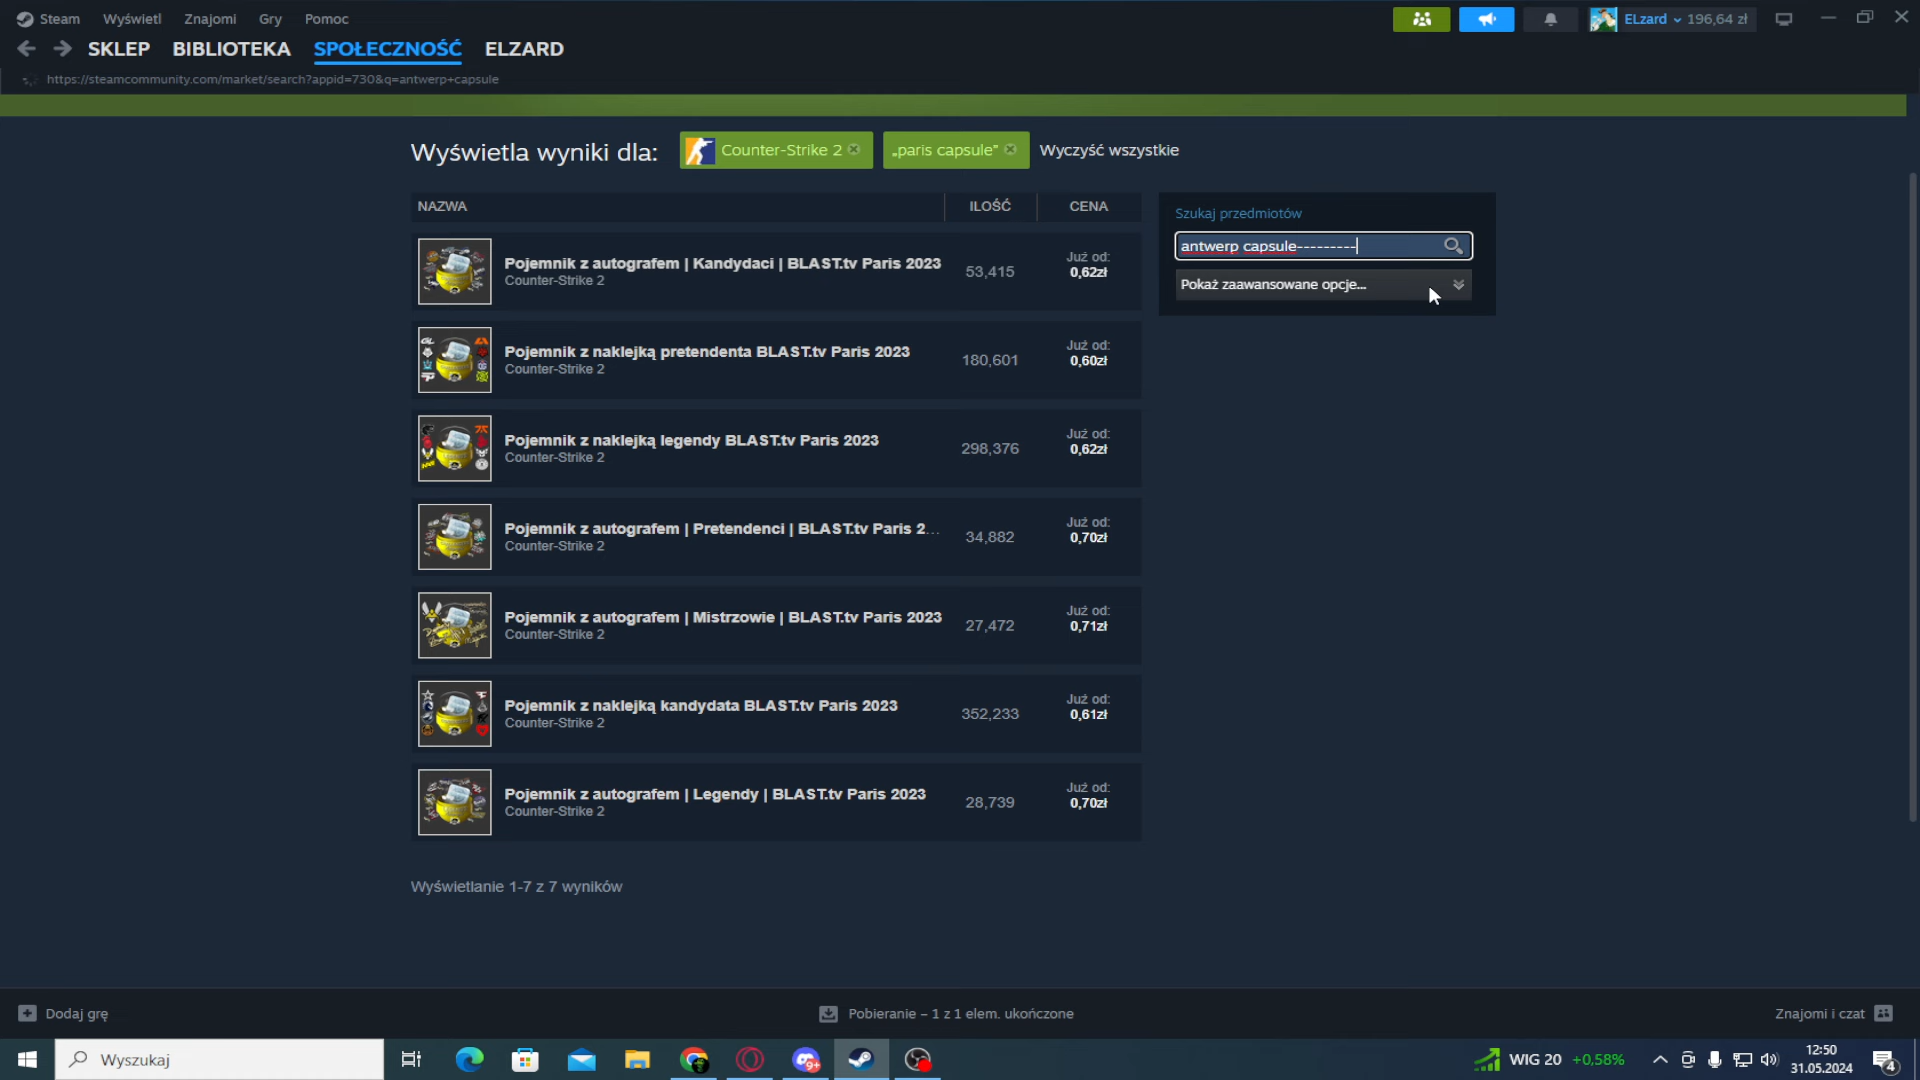 Steam Wyświetl Znajomi Gry Pomoc
ELzard 196,64 zł
SKLEP BIBLIOTEKA SPOŁECZNOŚĆ ELZARD
https://steamcommunity.com/market/search?appid=730&q=antwerp+capsule
Wyświetla wyniki dla: Counter-Strike 2 „paris capsule” Wyczyść wszystkie
NAZWA ILOŚĆ CENA
Szukaj przedmiotów
antwerp capsule---------
Pokaż zaawansowane opcje...
Pojemnik z autografem | Kandydaci | BLAST.tv Paris 2023
Counter-Strike 2
53,415
Już od:
0,62zł
Pojemnik z naklejką pretendenta BLAST.tv Paris 2023
Counter-Strike 2
180,601
Już od:
0,60zł
Pojemnik z naklejką legendy BLAST.tv Paris 2023
Counter-Strike 2
298,376
Już od:
0,62zł
Pojemnik z autografem | Pretendenci | BLAST.tv Paris 2...
Counter-Strike 2
34,882
Już od:
0,70zł
Pojemnik z autografem | Mistrzowie | BLAST.tv Paris 2023
Counter-Strike 2
27,472
Już od:
0,71zł
Pojemnik z naklejką kandydata BLAST.tv Paris 2023
Counter-Strike 2
352,233
Już od:
0,61zł
Pojemnik z autografem | Legendy | BLAST.tv Paris 2023
Counter-Strike 2
28,739
Już od:
0,70zł
Wyświetlanie 1-7 z 7 wyników
Dodaj grę
Pobieranie – 1 z 1 elem. ukończone
Znajomi i czat
Wyszukaj
9+
WIG 20 +0,58%
12:50
31.05.2024
4